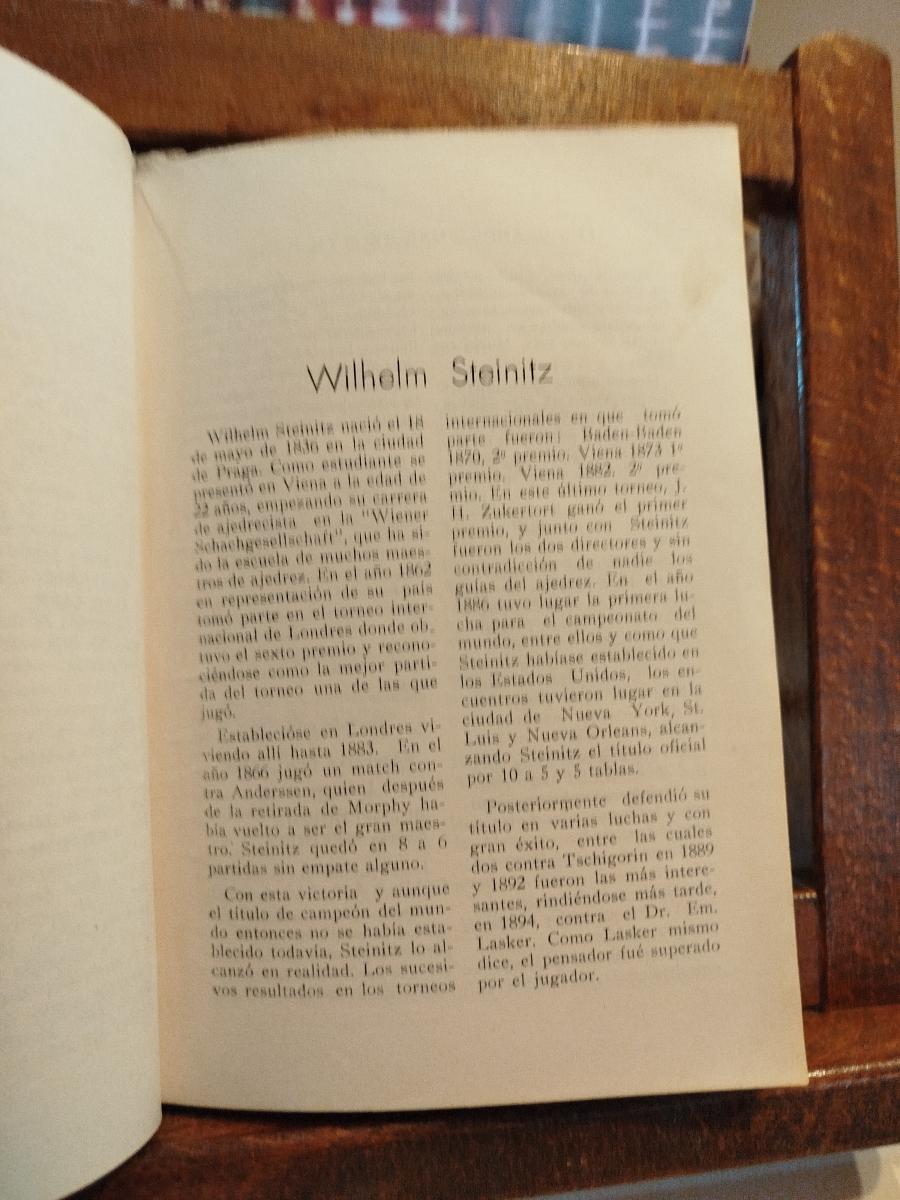 Wilhelm Steinitz
Wilhelm Steinitz nació el 18
de mayo de 1836 en la ciudad
de Praga. Como estudiante se
presentó en Viena a la edad de
22 años, empezando su carrera
de ajedrecista en la "Wiener
Schachgesellschaft", que ha si-
do la escuela de muchos maes-
tros de ajedrez. En el año 1862
en representación de su país
tomó parte en el torneo inter-
nacional de Londres donde ob-
tuvo el sexto premio y recono-
ciéndose como la mejor parti-
da del torneo una de las que
jugó.
Establecióse en Londres vi-
viendo allí hasta 1883. En el
año 1866 jugó un match con-
tra Anderssen, quien después
de la retirada de Morphy ha-
bía vuelto a ser el gran maes-
tro. Steinitz quedó en 8 a 6
partidas sin empate alguno.
Con esta victoria y aunque
el título de campeón del mun-
do entonces no se había esta-
blecido todavía, Steinitz lo al-
canzó en realidad. Los sucesi-
vos resultados en los torneos
internacionales en que tomó
parte fueron: Baden-Baden
1870, 2º premio. Viena 1873 1º
premio. Viena 1882. 2º pre-
mio. En este último torneo, J.
H. Zukertort ganó el primer
premio, y junto con Steinitz
fueron los dos directores y sin
contradicción de nadie los
guías del ajedrez. En el año
1886 tuvo lugar la primera lu-
cha para el campeonato del
mundo, entre ellos y como que
Steinitz habíase establecido en
los Estados Unidos, los en-
cuentros tuvieron lugar en la
ciudad de Nueva York, St.
Luis y Nueva Orleans, alcan-
zando Steinitz el título oficial
por 10 a 5 y 5 tablas.
Posteriormente defendió su
título en varias luchas y con
gran éxito, entre las cuales
dos contra Tschigorin en 1889
y 1892 fueron las más intere-
santes, rindiéndose más tarde,
en 1894, contra el Dr. Em.
Lasker. Como Lasker mismo
dice, el pensador fué superado
por el jugador.